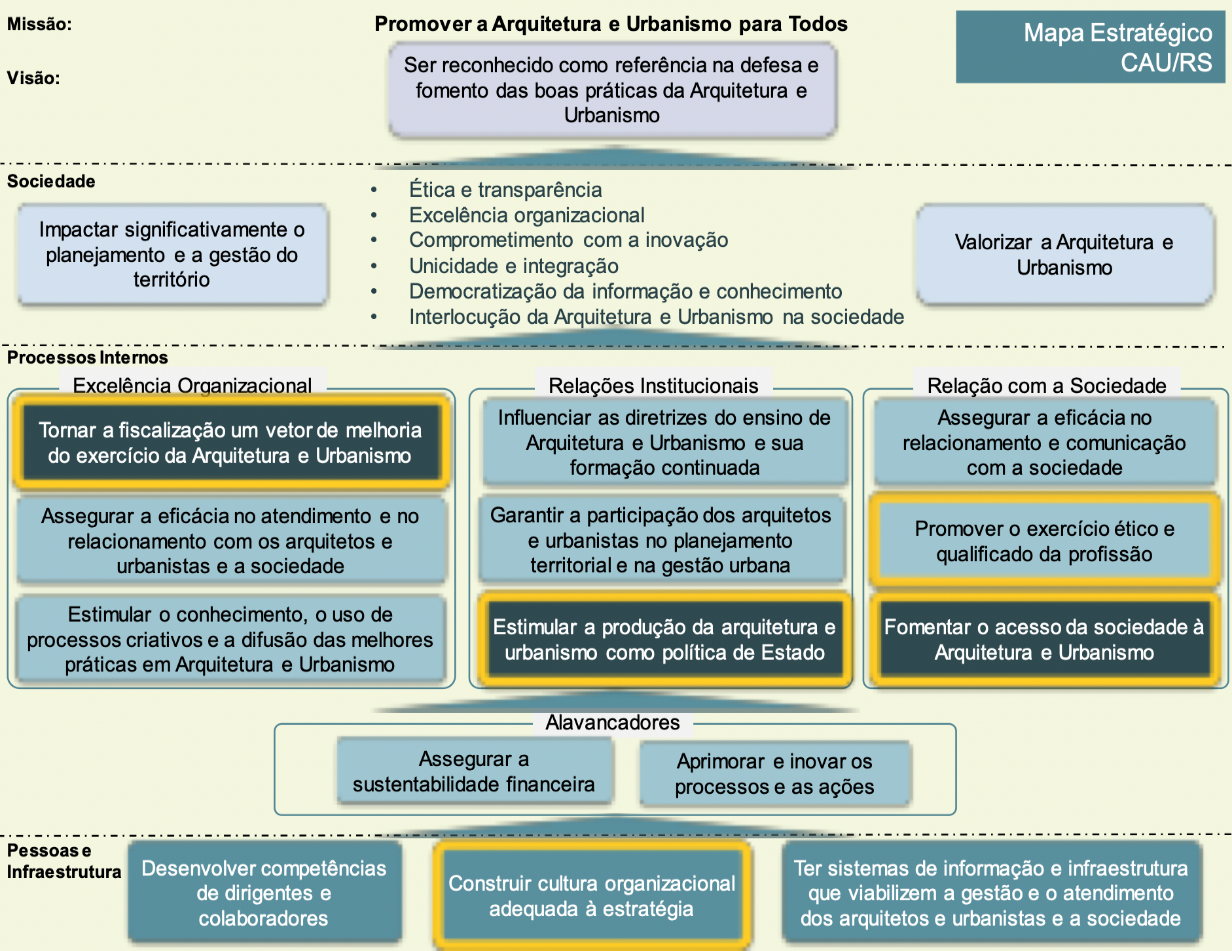 Missão:
Promover a Arquitetura e Urbanismo para Todos
Mapa Estratégico
CAU/RS
Visão:
Ser reconhecido como referência na defesa e
fomento das boas práticas da Arquitetura e
Urbanismo
Sociedade
Impactar significativamente o
planejamento e a gestão do
território
• Ética e transparência
• Excelência organizacional
• Comprometimento com a inovação
• Unicidade e integração
• Democratização da informação e conhecimento
• Interlocução da Arquitetura e Urbanismo na sociedade
Valorizar a Arquitetura e
Urbanismo
Processos Internos
Excelência Organizacional
Tornar a fiscalização um vetor de melhoria
do exercício da Arquitetura e Urbanismo
Assegurar a eficácia no atendimento e no
relacionamento com os arquitetos e
urbanistas e a sociedade
Estimular o conhecimento, o uso de
processos criativos e a difusão das melhores
práticas em Arquitetura e Urbanismo
Relações Institucionais
Influenciar as diretrizes do ensino de
Arquitetura e Urbanismo e sua
formação continuada
Garantir a participação dos arquitetos
e urbanistas no planejamento
territorial e na gestão urbana
Estimular a produção da arquitetura e
urbanismo como política de Estado
Relação com a Sociedade
Assegurar a eficácia no
relacionamento e comunicação
com a sociedade
Promover o exercício ético e
qualificado da profissão
Fomentar o acesso da sociedade à
Arquitetura e Urbanismo
Alavancadores
Assegurar a
sustentabilidade financeira
Aprimorar e inovar os
processos e as ações
Pessoas e
Infraestrutura
Desenvolver competências
de dirigentes e
colaboradores
Construir cultura organizacional
adequada à estratégia
Ter sistemas de informação e infraestrutura
que viabilizem a gestão e o atendimento
dos arquitetos e urbanistas e a sociedade